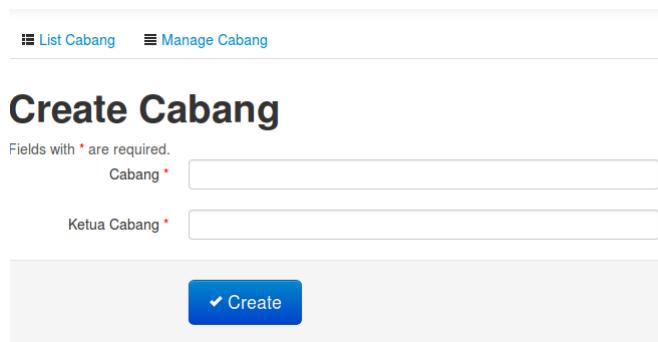 List Cabang Manage Cabang
Create Cabang
Fields with * are required.
Cabang *
Ketua Cabang *
Create